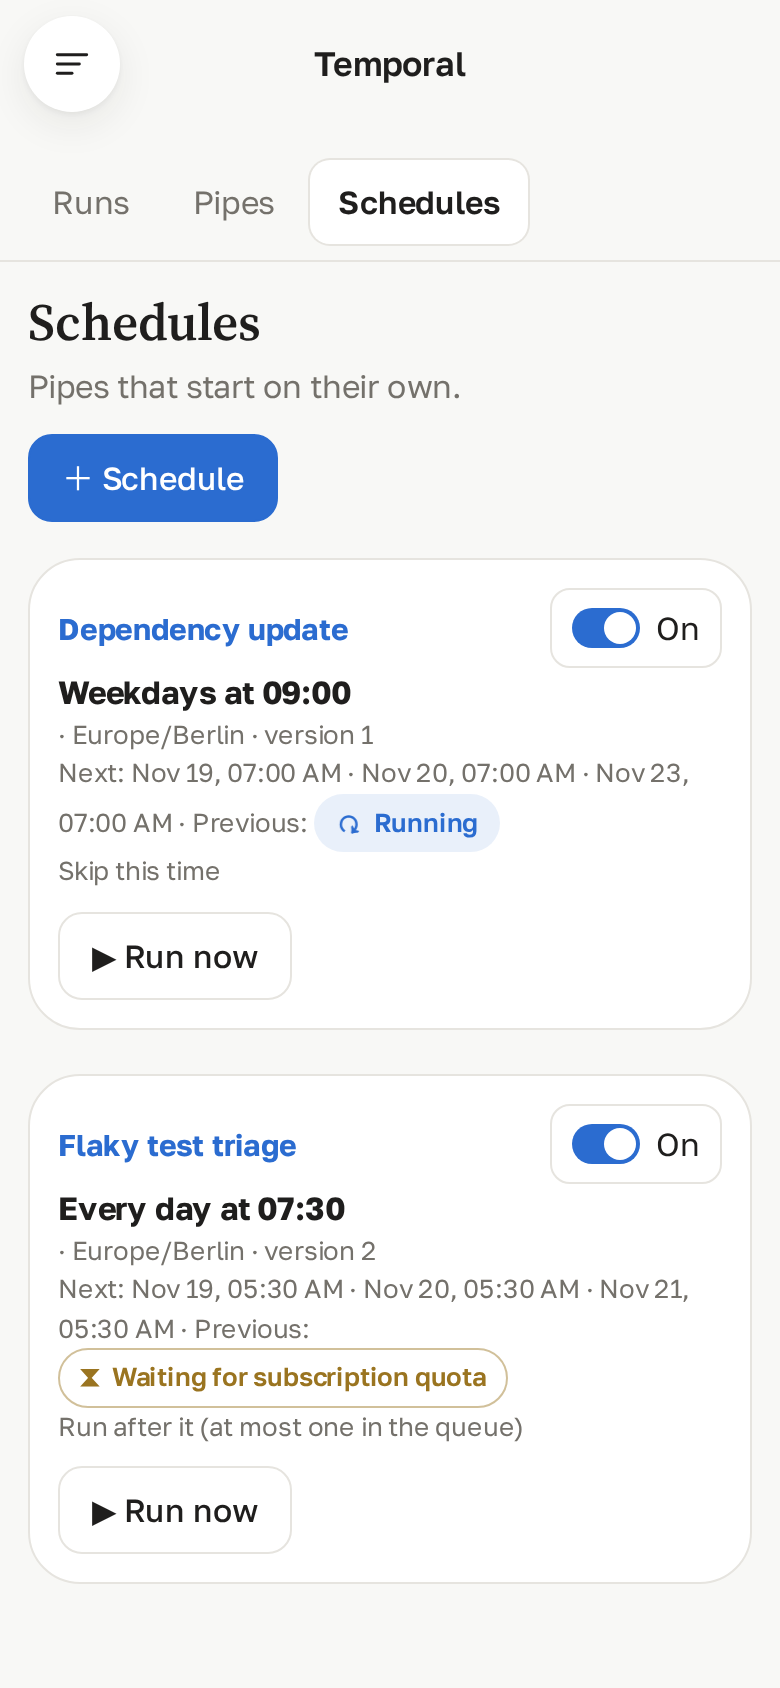 Temporal
Runs
Pipes
Schedules
Schedules
Pipes that start on their own.
+ Schedule
Dependency update
On
Weekdays at 09:00
· Europe/Berlin · version 1
Next: Nov 19, 07:00 AM · Nov 20, 07:00 AM · Nov 23,
07:00 AM · Previous: Running
Skip this time
▶ Run now
Flaky test triage
On
Every day at 07:30
· Europe/Berlin · version 2
Next: Nov 19, 05:30 AM · Nov 20, 05:30 AM · Nov 21,
05:30 AM · Previous:
Waiting for subscription quota
Run after it (at most one in the queue)
▶ Run now